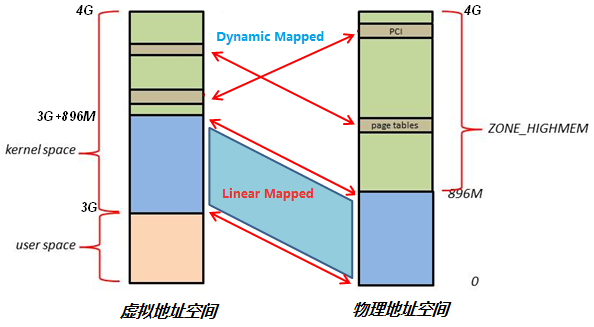 4G
4G
Dynamic Mapped
PCI
3G+896M
page tables
ZONE_HIGHMEM
kernel space
Linear Mapped
896M
3G
user space
0
虚拟地址空间
物理地址空间